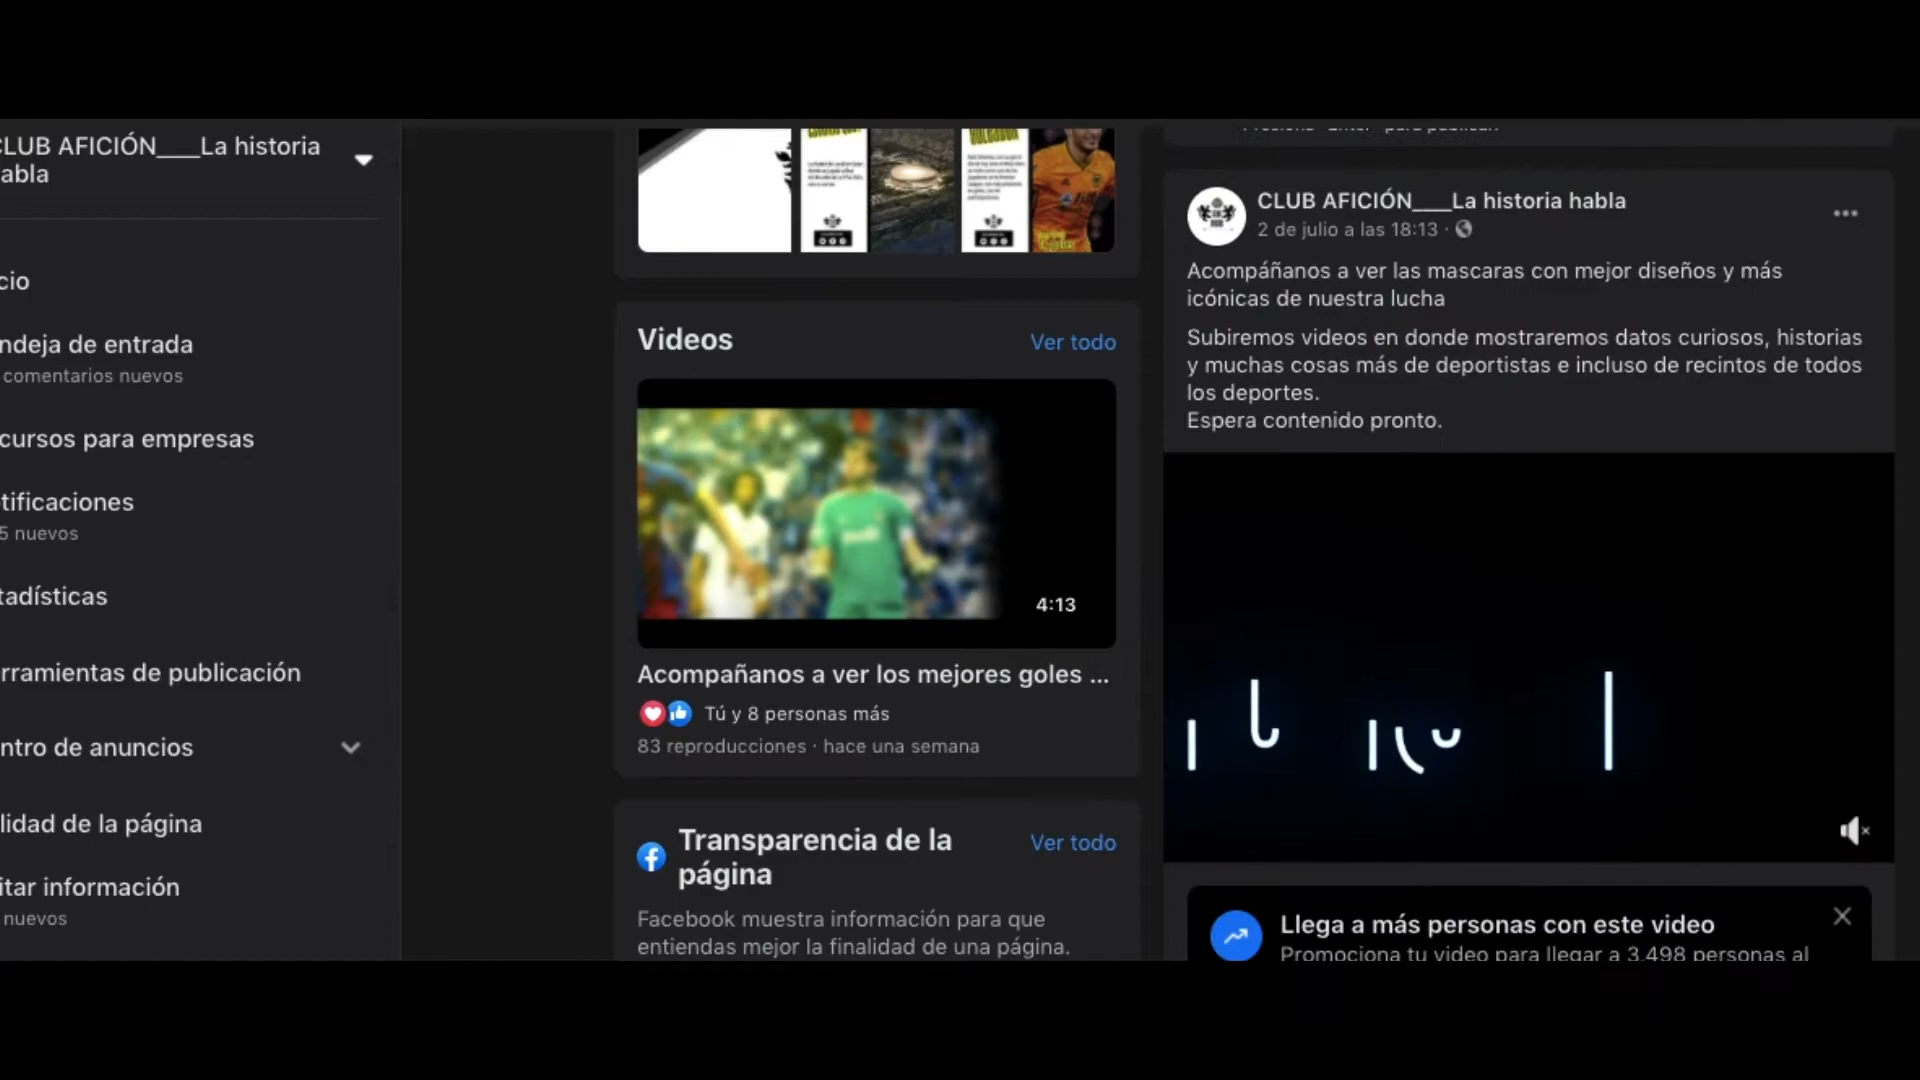 CLUB AFICIÓN____La historia
abla
cio
ndeja de entrada
comentarios nuevos
cursos para empresas
tificaciones
5 nuevos
tadísticas
rramientas de publicación
ntro de anuncios
lidad de la página
itar información
nuevos
Videos
Ver todo
4:13
Acompañanos a ver los mejores goles ...
Tú y 8 personas más
83 reproducciones · hace una semana
Transparencia de la
página
Ver todo
Facebook muestra información para que
entiendas mejor la finalidad de una página.
CLUB AFICIÓN____La historia habla
2 de julio a las 18:13 ·
Acompáñanos a ver las mascaras con mejor diseños y más
icónicas de nuestra lucha
Subiremos videos en donde mostraremos datos curiosos, historias
y muchas cosas más de deportistas e incluso de recintos de todos
los deportes.
Espera contenido pronto.
Llega a más personas con este video
Promociona tu video para llegar a 3.498 personas al